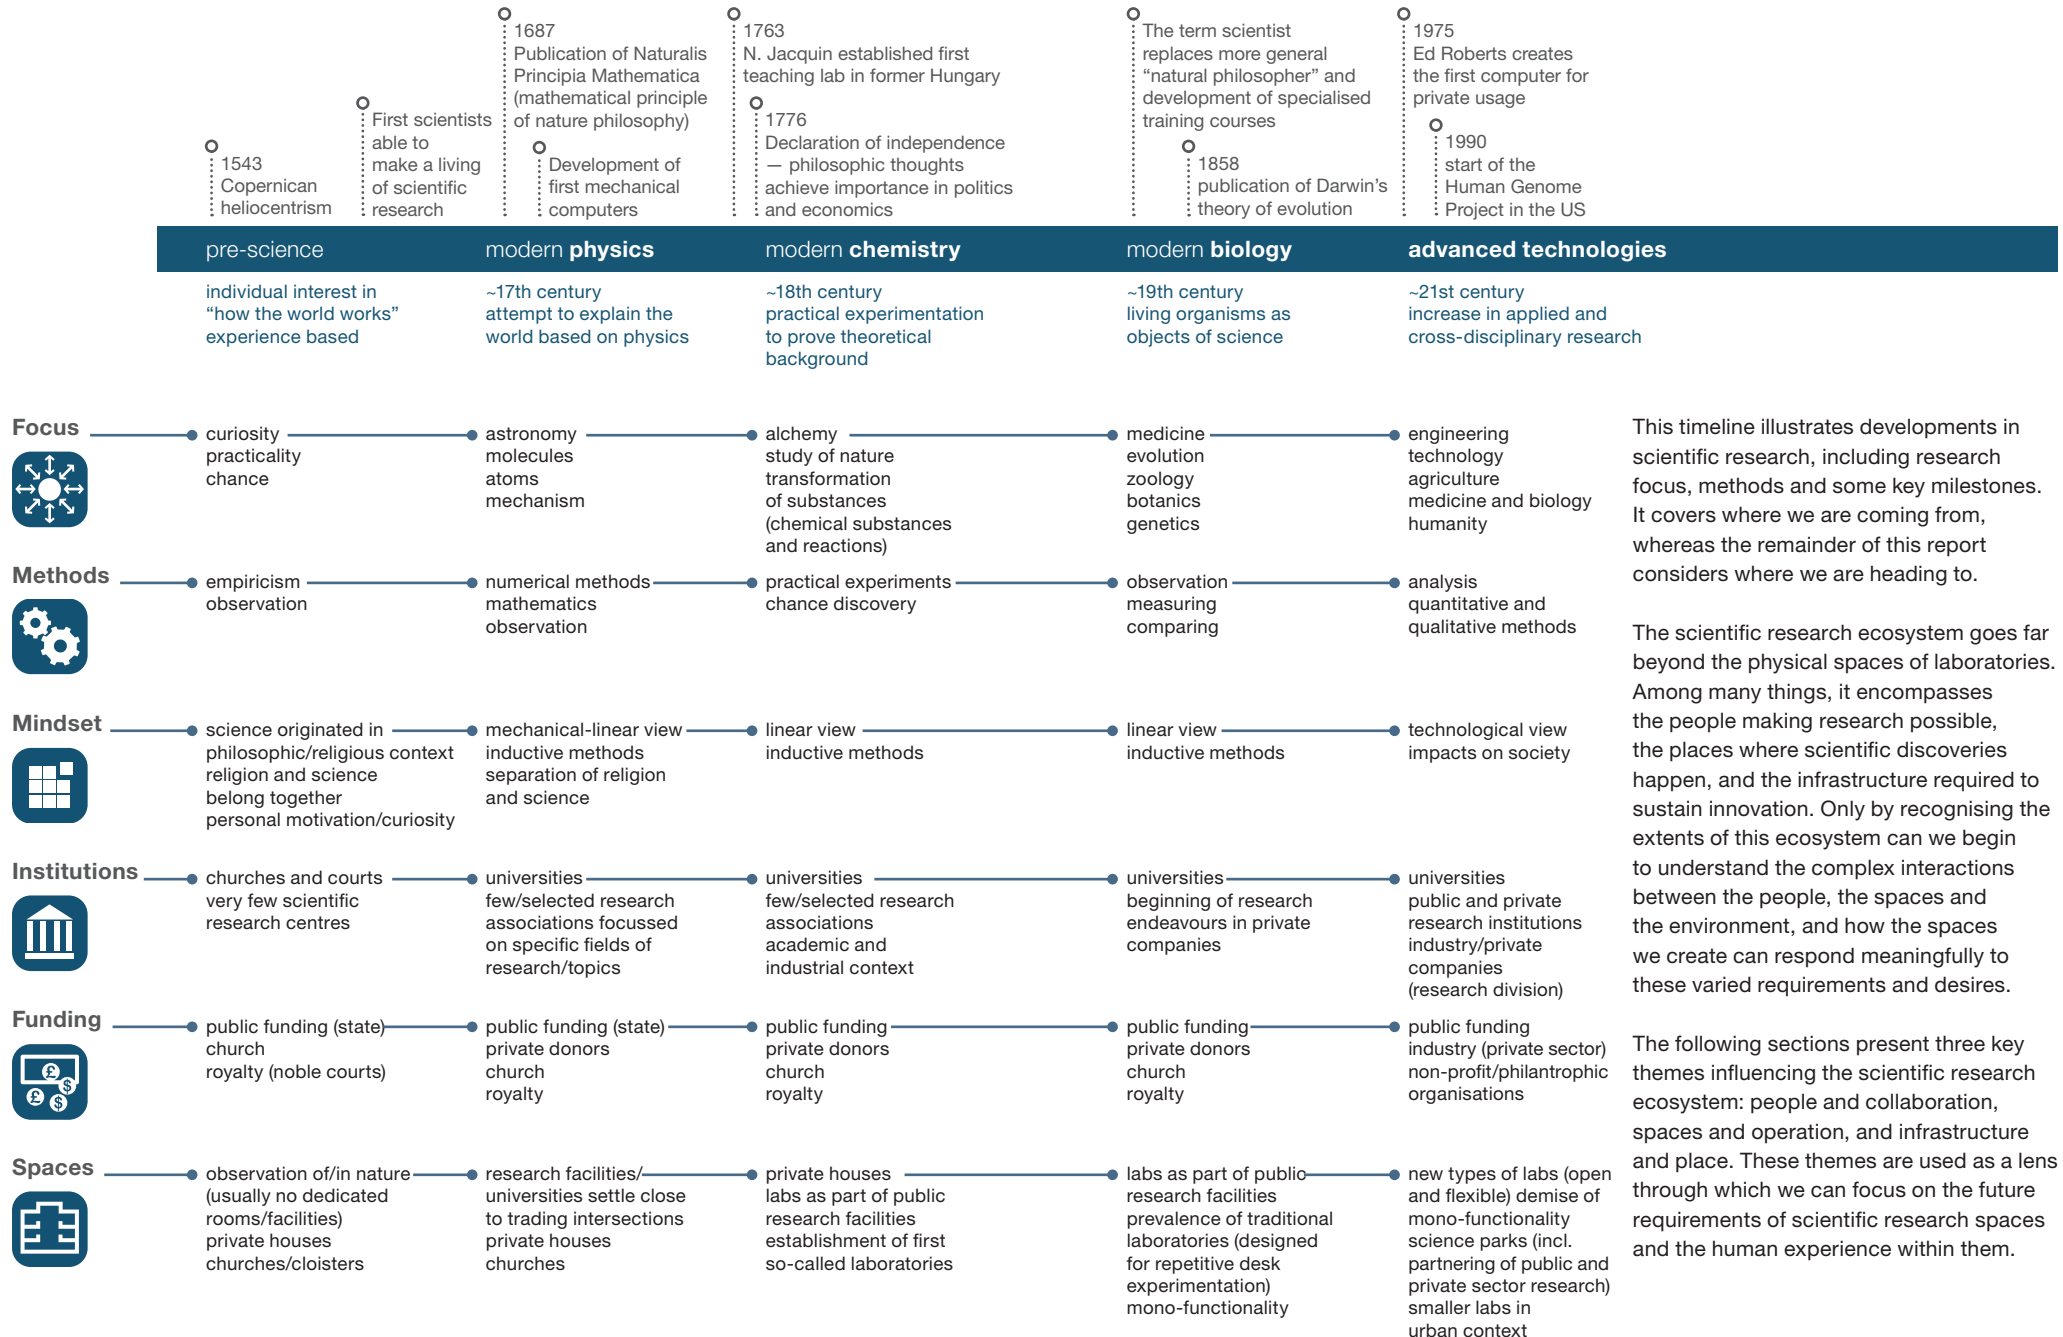 1543
Copernican
heliocentrism
First scientists
able to
make a living
of scientific
research
1687
Publication of Naturalis
Principia Mathematica
(mathematical principle
of nature philosophy)
Development of
first mechanical
computers
1763
N. Jacquin established first
teaching lab in former Hungary
1776
Declaration of independence
— philosophic thoughts
achieve importance in politics
and economics
The term scientist
replaces more general
“natural philosopher” and
development of specialised
training courses
1858
publication of Darwin’s
theory of evolution
1975
Ed Roberts creates
the first computer for
private usage
1990
start of the
Human Genome
Project in the US
pre-science
modern physics
modern chemistry
modern biology
advanced technologies
individual interest in
“how the world works”
experience based
~17th century
attempt to explain the
world based on physics
~18th century
practical experimentation
to prove theoretical
background
~19th century
living organisms as
objects of science
~21st century
increase in applied and
cross-disciplinary research
Focus
curiosity
practicality
chance
astronomy
molecules
atoms
mechanism
alchemy
study of nature
transformation
of substances
(chemical substances
and reactions)
medicine
evolution
zoology
botanics
genetics
engineering
technology
agriculture
medicine and biology
humanity
Methods
empiricism
observation
numerical methods
mathematics
observation
practical experiments
chance discovery
observation
measuring
comparing
analysis
quantitative and
qualitative methods
Mindset
science originated in
philosophic/religious context
religion and science
belong together
personal motivation/curiosity
mechanical-linear view
inductive methods
separation of religion
and science
linear view
inductive methods
linear view
inductive methods
technological view
impacts on society
Institutions
churches and courts
very few scientific
research centres
universities
few/selected research
associations focussed
on specific fields of
research/topics
universities
few/selected research
associations
academic and
industrial context
universities
beginning of research
endeavours in private
companies
universities
public and private
research institutions
industry/private
companies
(research division)
Funding
£
$
£
$
public funding (state)
church
royalty (noble courts)
public funding (state)
private donors
church
royalty
public funding
private donors
church
royalty
public funding
private donors
church
royalty
public funding
industry (private sector)
non-profit/philantrophic
organisations
Spaces
observation of/in nature
(usually no dedicated
rooms/facilities)
private houses
churches/cloisters
research facilities/
universities settle close
to trading intersections
private houses
churches
private houses
labs as part of public
research facilities
establishment of first
so-called laboratories
labs as part of public
research facilities
prevalence of traditional
laboratories (designed
for repetitive desk
experimentation)
mono-functionality
new types of labs (open
and flexible) demise of
mono-functionality
science parks (incl.
partnering of public and
private sector research)
smaller labs in
urban context
This timeline illustrates developments in
scientific research, including research
focus, methods and some key milestones.
It covers where we are coming from,
whereas the remainder of this report
considers where we are heading to.
The scientific research ecosystem goes far
beyond the physical spaces of laboratories.
Among many things, it encompasses
the people making research possible,
the places where scientific discoveries
happen, and the infrastructure required to
sustain innovation. Only by recognising the
extents of this ecosystem can we begin
to understand the complex interactions
between the people, the spaces and
the environment, and how the spaces
we create can respond meaningfully to
these varied requirements and desires.
The following sections present three key
themes influencing the scientific research
ecosystem: people and collaboration,
spaces and operation, and infrastructure
and place. These themes are used as a lens
through which we can focus on the future
requirements of scientific research spaces
and the human experience within them.